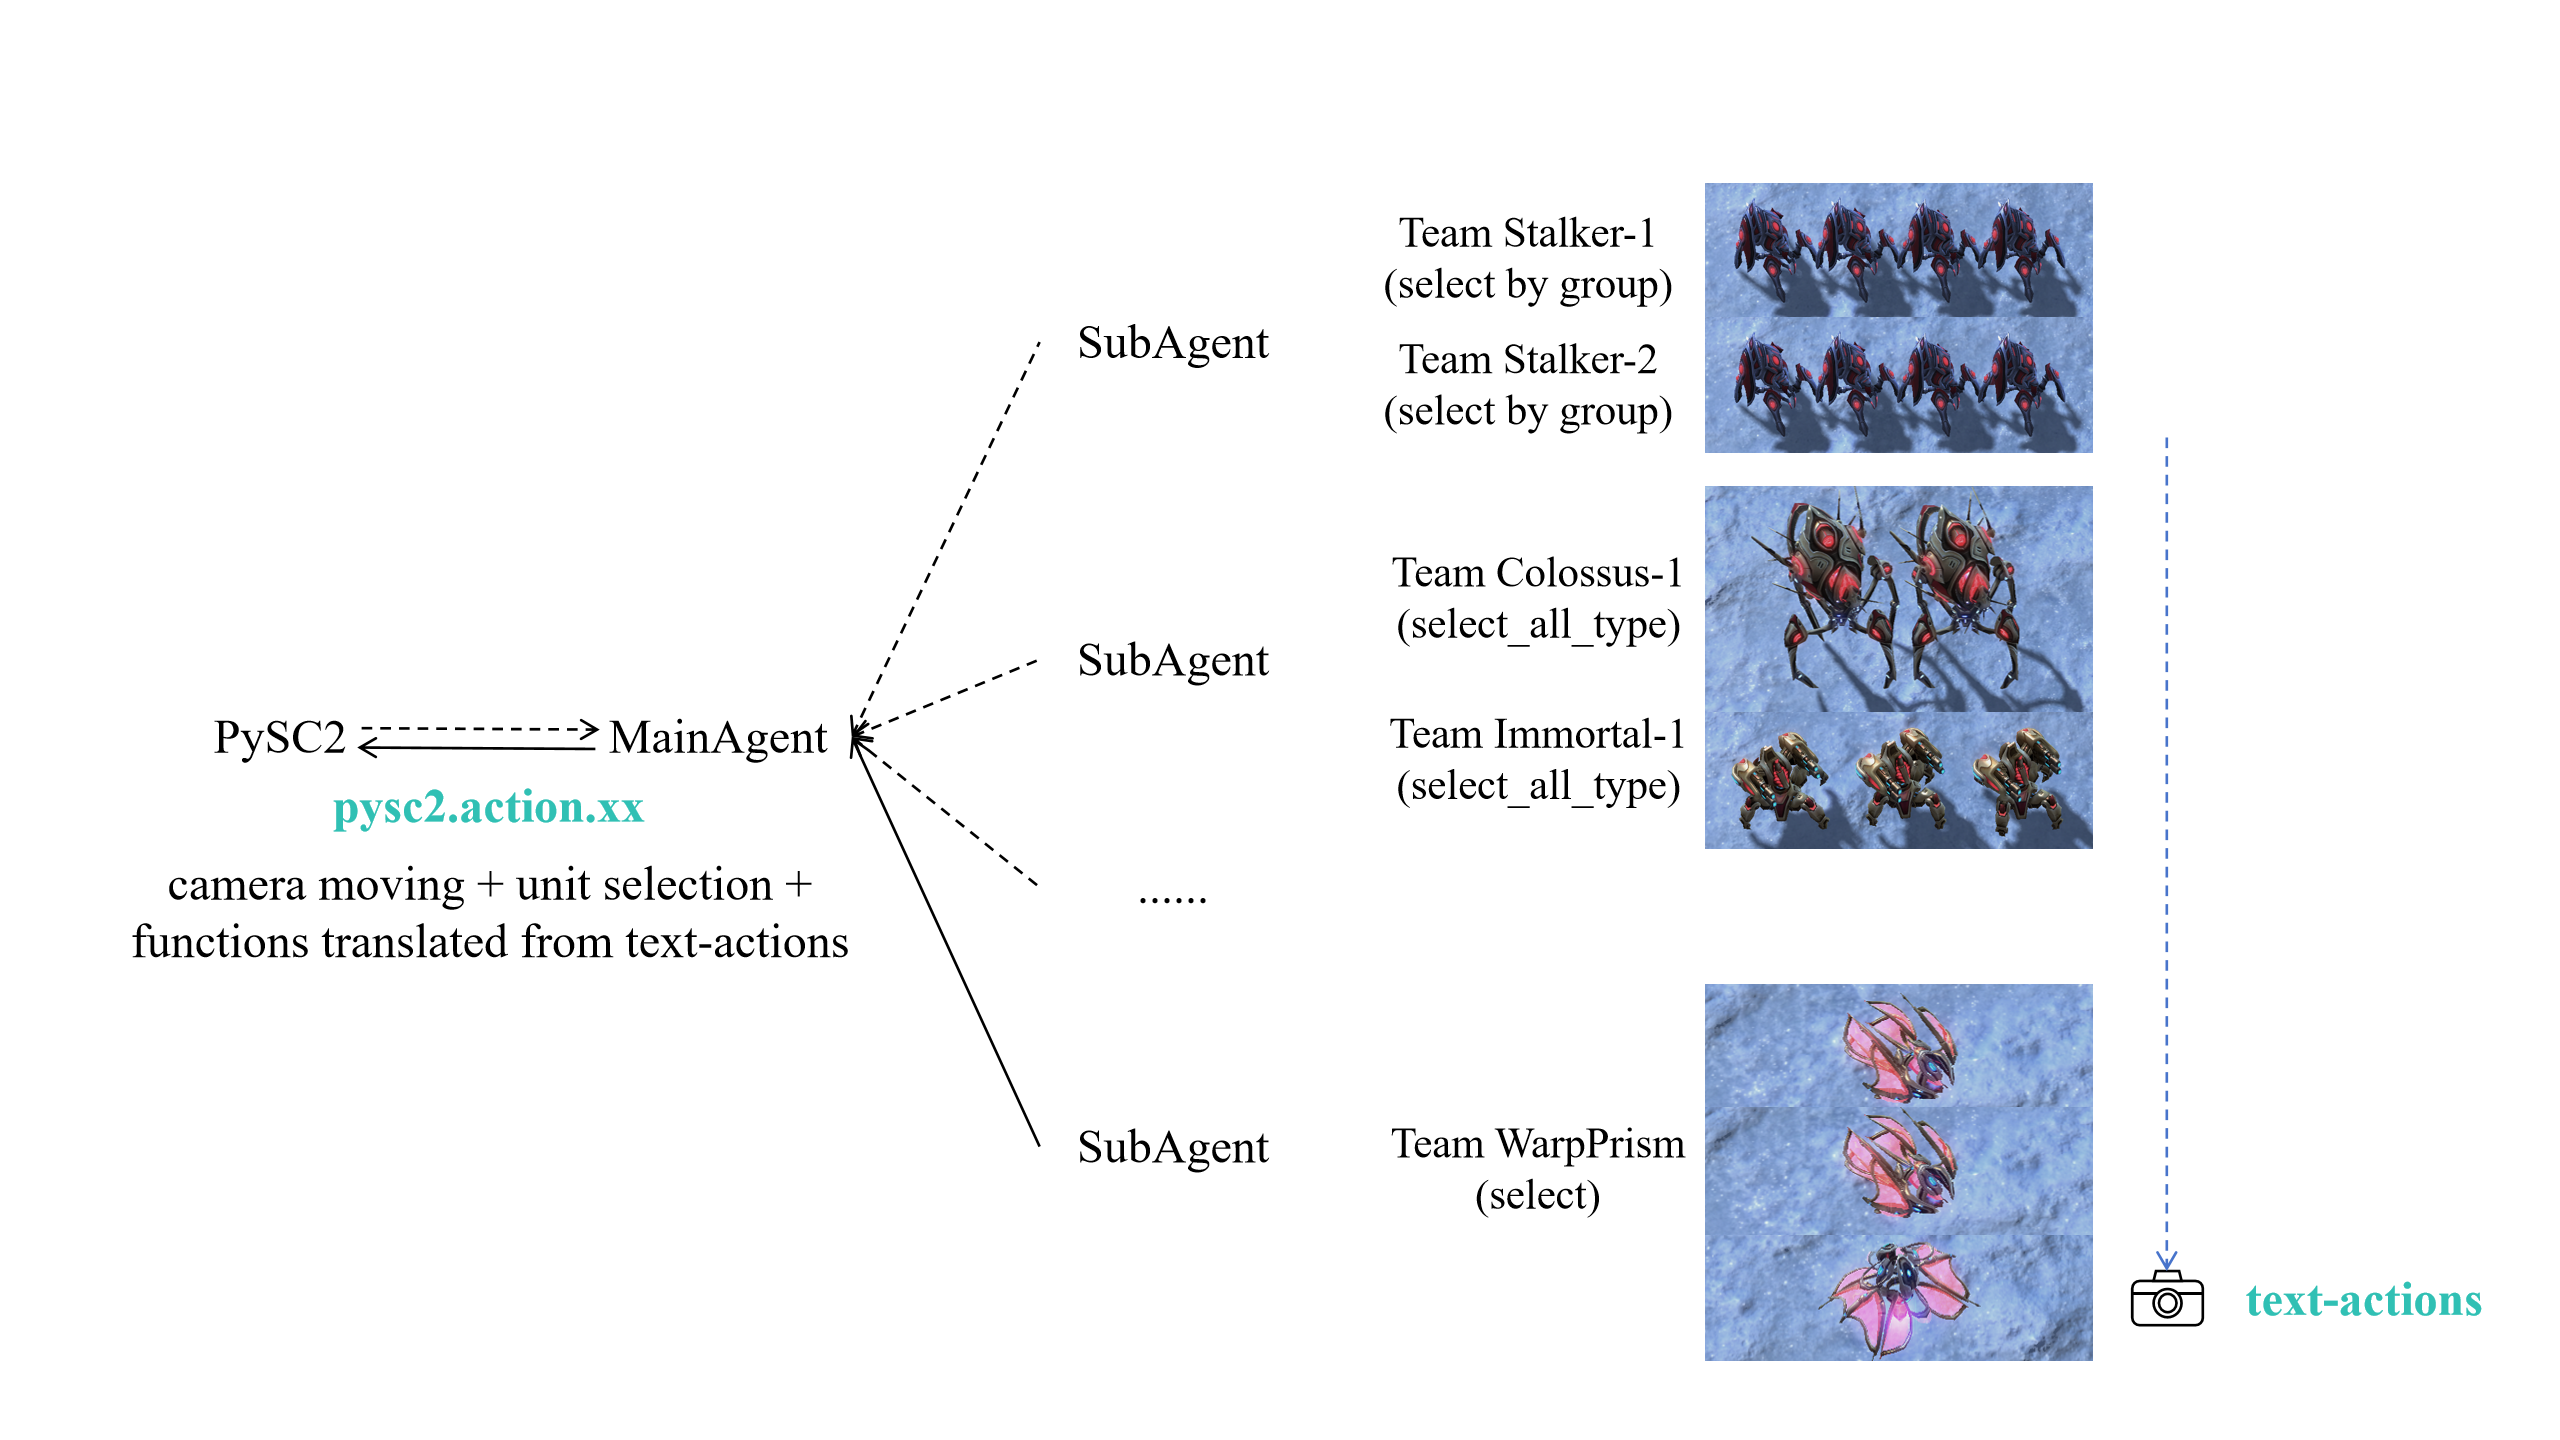 Team Stalker-1
(select by group)
SubAgent
Team Stalker-2
(select by group)
Team Colossus-1
(select_all_type)
SubAgent
PySC2
MainAgent
Team Immortal-1
(select_all_type)
pysc2.action.xx
camera moving + unit selection +
functions translated from text-actions
......
SubAgent
Team WarpPrism
(select)
text-actions